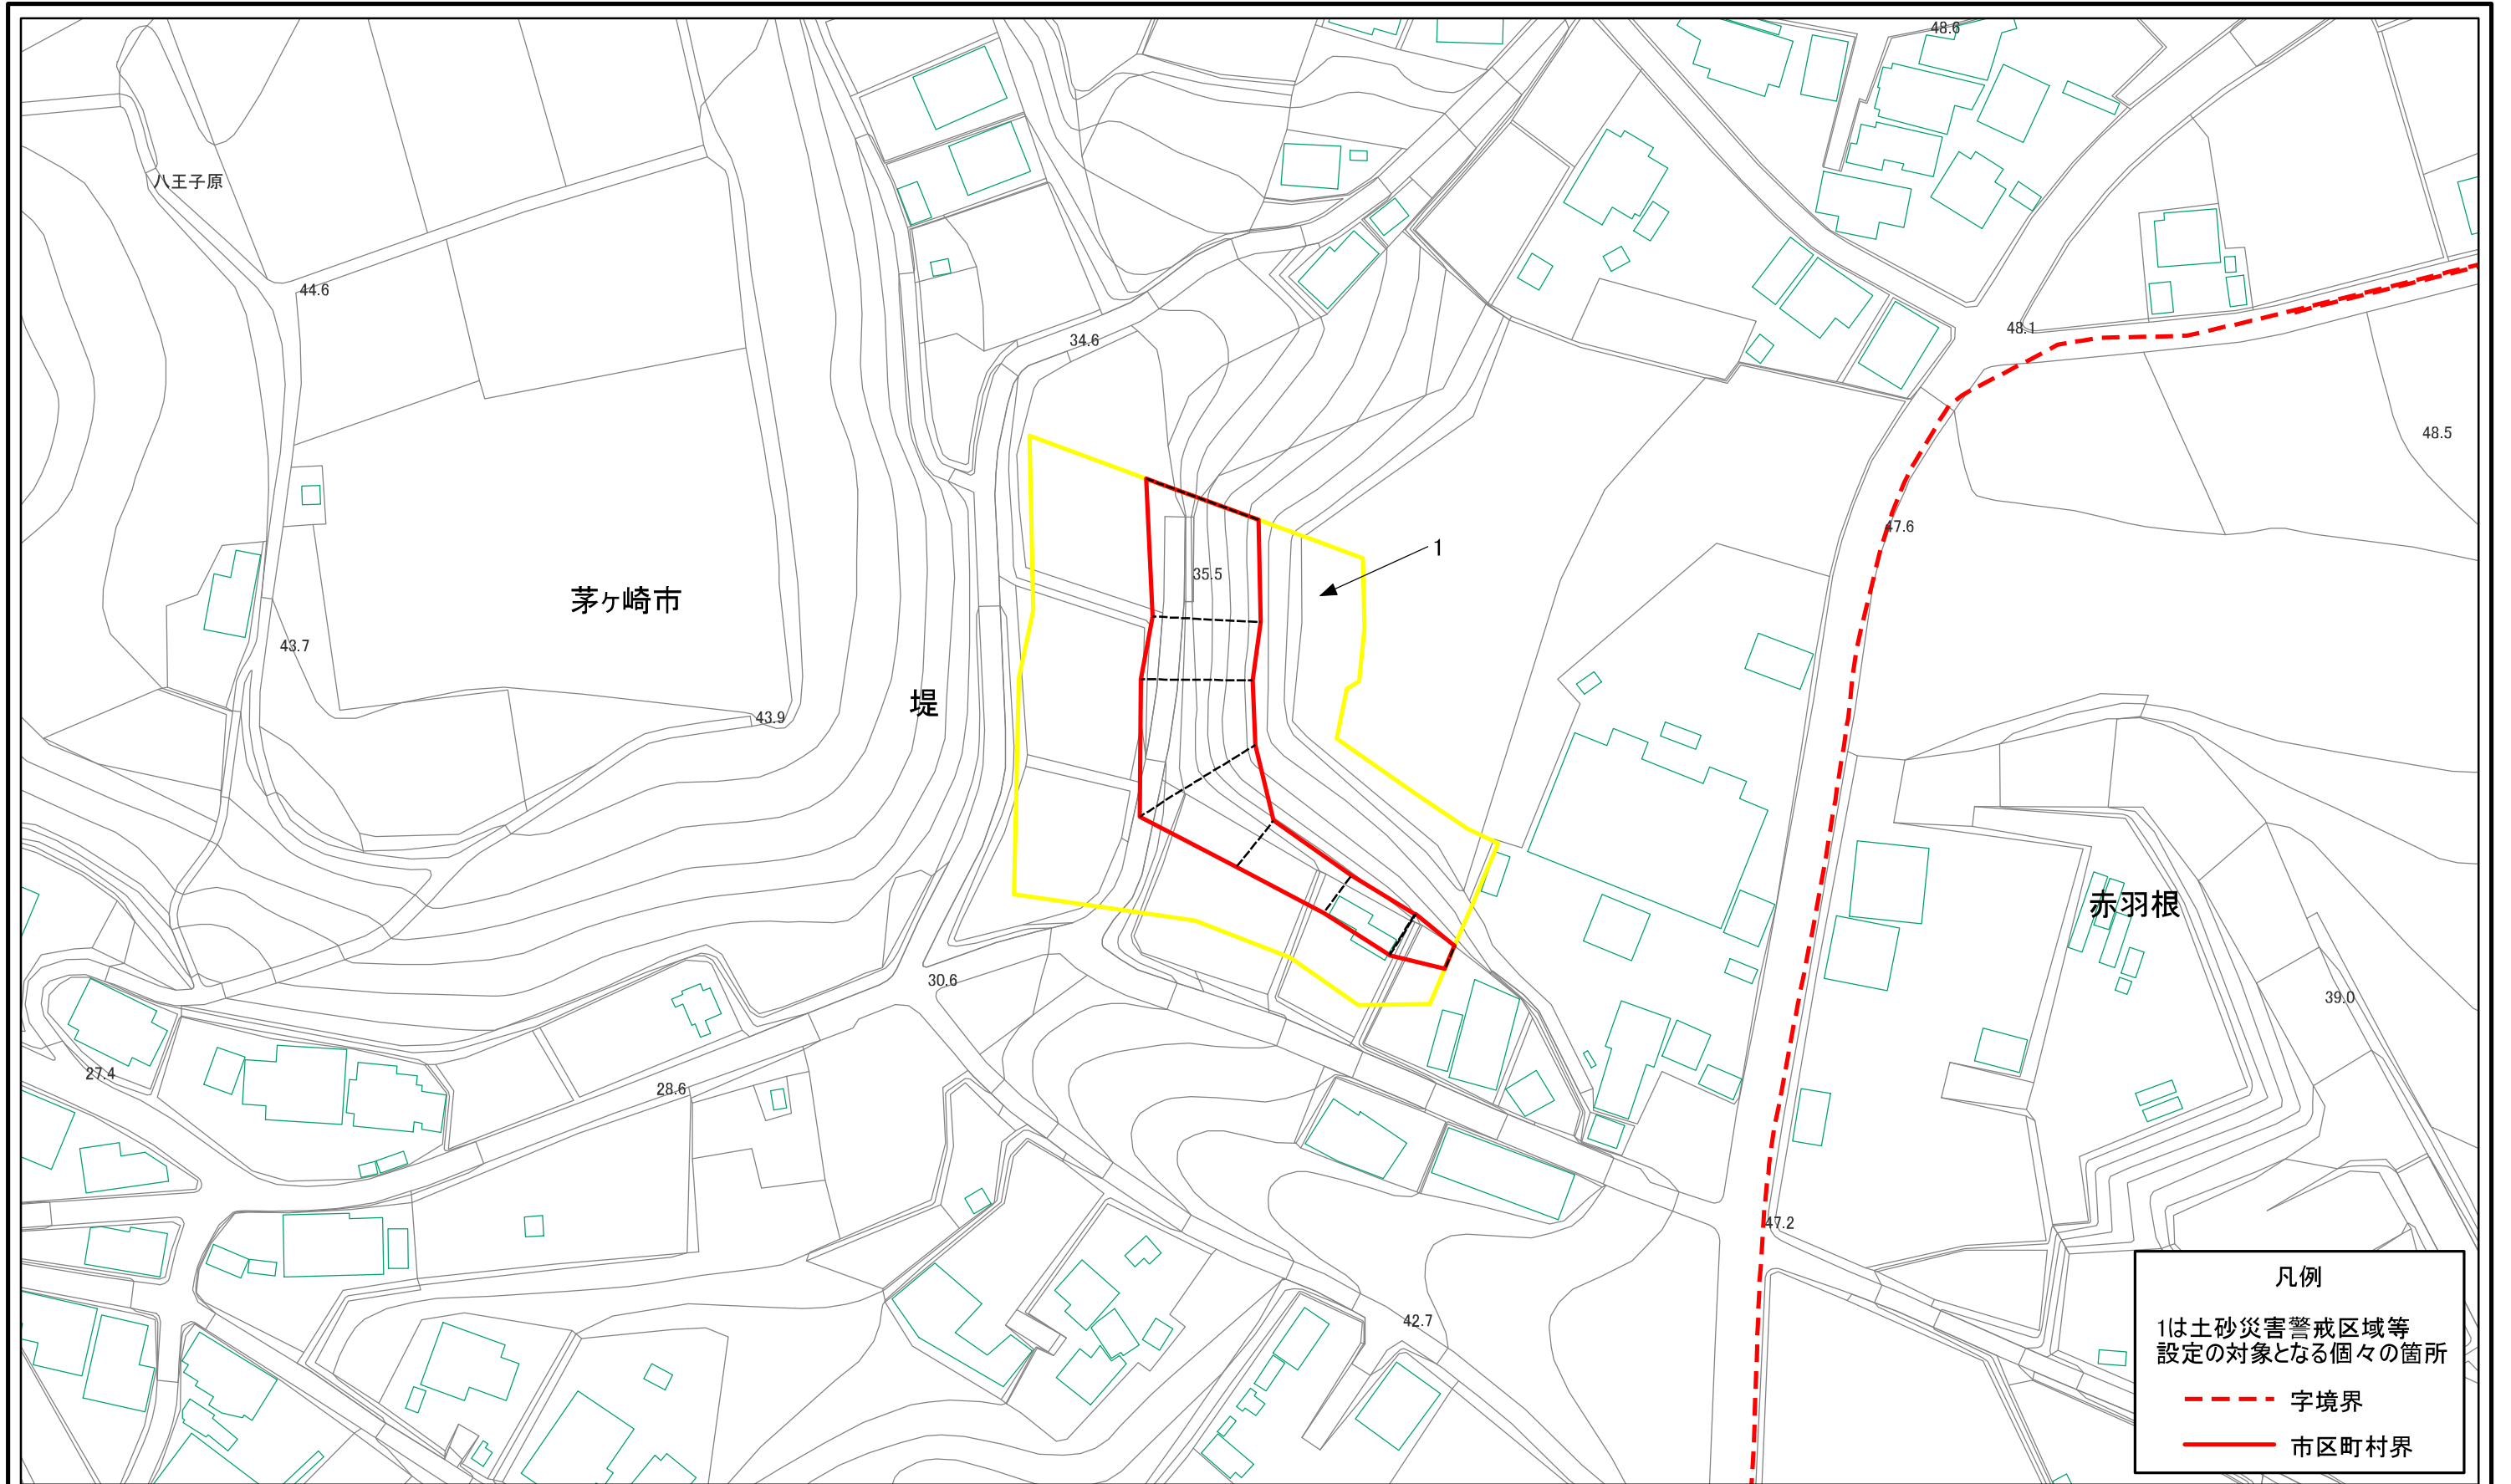 48.6
八王子原
44.6
34.6
48.1
48.5
47.6
1
35.5
茅ヶ崎市
43.7
堤
43.9
赤羽根
30.6
39.0
27.4
28.6
47.2
42.7
凡例
1は土砂災害警戒区域等
設定の対象となる個々の箇所
字境界
市区町村界